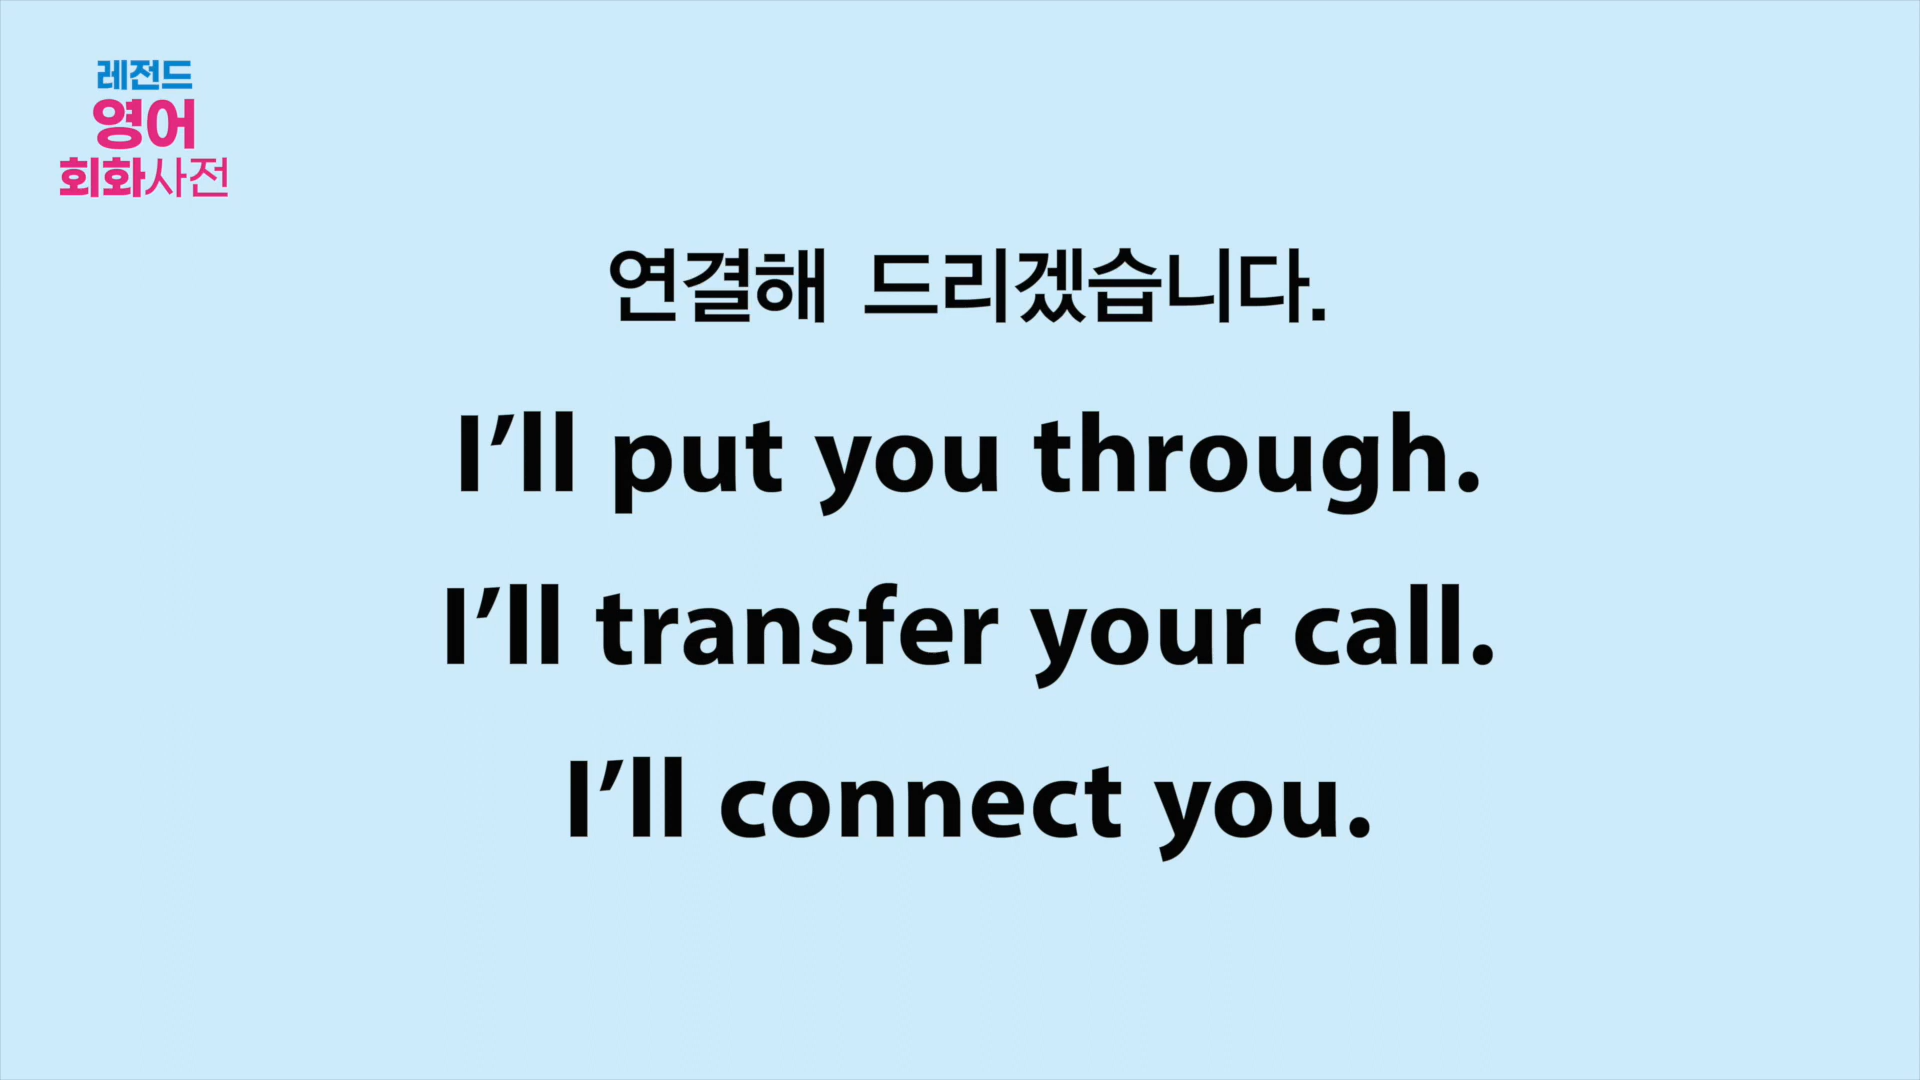 레전드
영어
회화사전
연결해 드리겠습니다.
I’ll put you through.
I’ll transfer your call.
I’ll connect you.